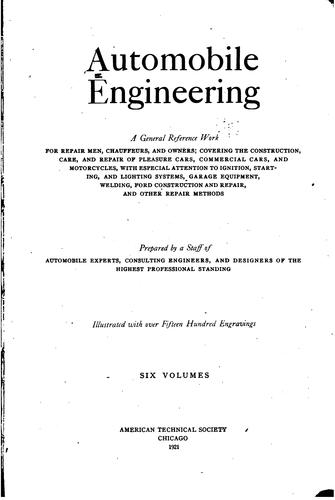 Automobile
Engineering
A General Reference Work
FOR REPAIR MEN, CHAUFFEURS, AND OWNERS; COVERING THE CONSTRUCTION,
CARE, AND REPAIR OF PLEASURE CARS, COMMERCIAL CARS, AND
MOTORCYCLES, WITH ESPECIAL ATTENTION TO IGNITION, START-
ING, AND LIGHTING SYSTEMS, GARAGE EQUIPMENT,
WELDING, FORD CONSTRUCTION AND REPAIR,
AND OTHER REPAIR METHODS
Prepared by a Staff of
AUTOMOBILE EXPERTS, CONSULTING ENGINEERS, AND DESIGNERS OF THE
HIGHEST PROFESSIONAL STANDING
Illustrated with over Fifteen Hundred Engravings
SIX VOLUMES
AMERICAN TECHNICAL SOCIETY
CHICAGO
1921